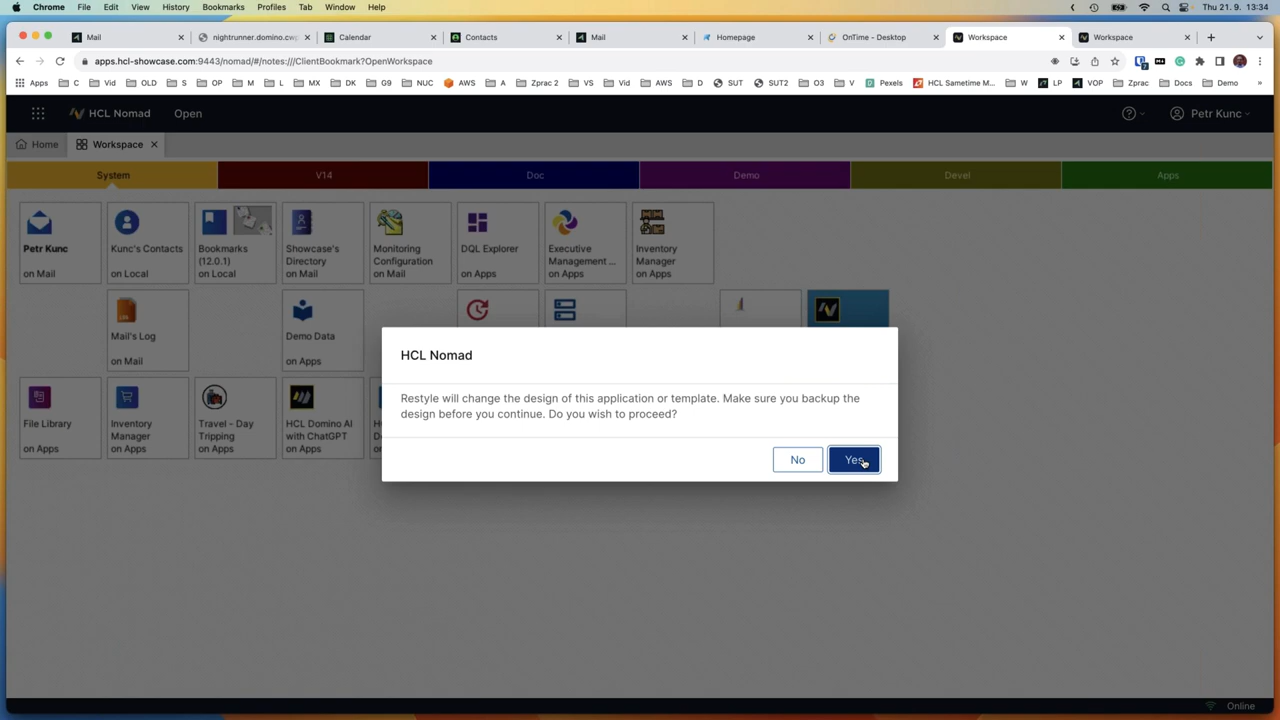 Chrome File Edit View History Bookmarks Profiles Tab Window Help Thu 21. 9. 13:34
Mail nightrunner.domino.cw Calendar Contacts Mail Homepage OnTime - Desktop Workspace Workspace
apps.hcl-showcase.com:9443/nomad/#/notes:///ClientBookmark?OpenWorkspace
Apps C Vid OLD S OP M L MX DK G9 NUC AWS A Zprac 2 VS Vid AWS D SUT SUT2 O3 V Pexels HCL Sametime M... W LP VOP Zprac Docs Demo »
HCL Nomad Open Petr Kunc
Home Workspace
System V14 Doc Demo Devel Apps
Petr Kunc
on Mail
Kunc's Contacts
on Local
Bookmarks
(12.0.1)
on Local
Showcase's
Directory
on Mail
Monitoring
Configuration
on Mail
DQL Explorer
on Apps
Executive
Management ...
on Apps
Inventory
Manager
on Apps
Mail's Log
on Mail
Demo Data
on Apps
File Library
on Apps
Inventory
Manager
on Apps
Travel - Day
Tripping
on Apps
HCL Domino AI
with ChatGPT
on Apps
HCL Nomad
Restyle will change the design of this application or template. Make sure you backup the
design before you continue. Do you wish to proceed?
No Yes
Online